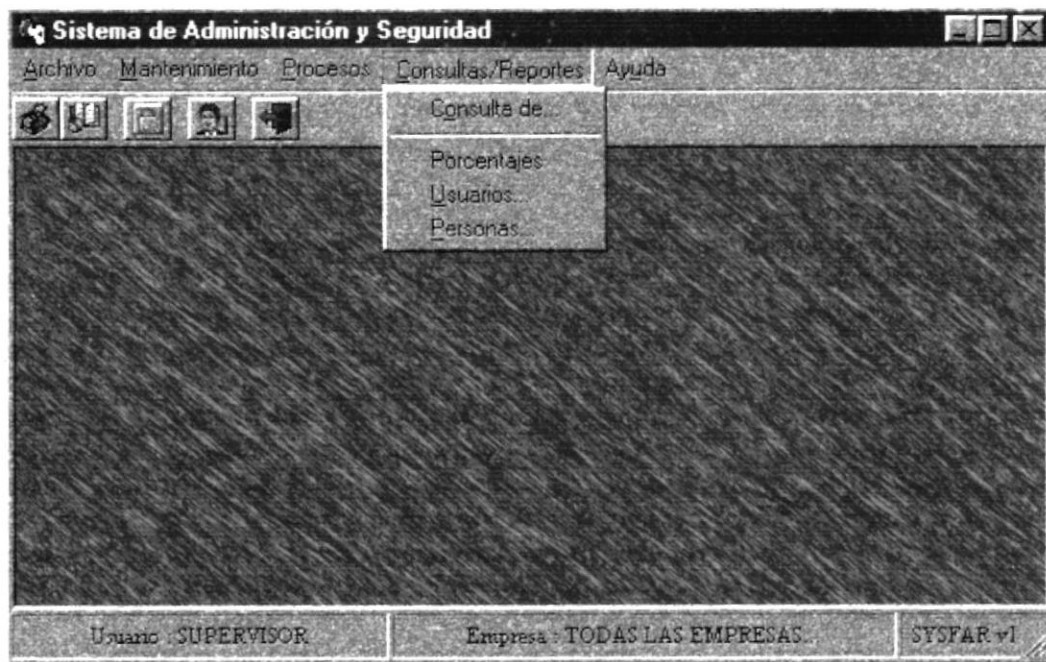 Sistema de Administración y Seguridad
Archivo Mantenimiento Procesos Consultas/Reportes Ayuda
Consulta de...
Porcentajes
Usuarios...
Personas...
Usuario : SUPERVISOR Empresa : TODAS LAS EMPRESAS... SYSFAR v1